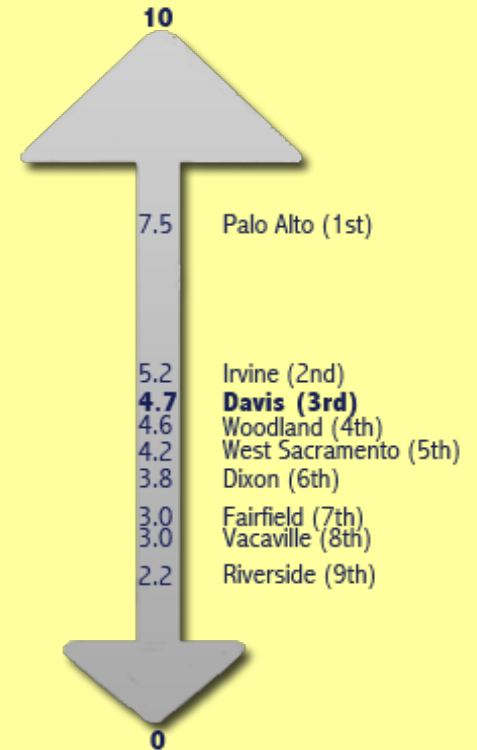 10
7.5 Palo Alto (1st)
5.2 Irvine (2nd)
4.7 Davis (3rd)
4.6 Woodland (4th)
4.2 West Sacramento (5th)
3.8 Dixon (6th)
3.0 Fairfield (7th)
3.0 Vacaville (8th)
2.2 Riverside (9th)
0